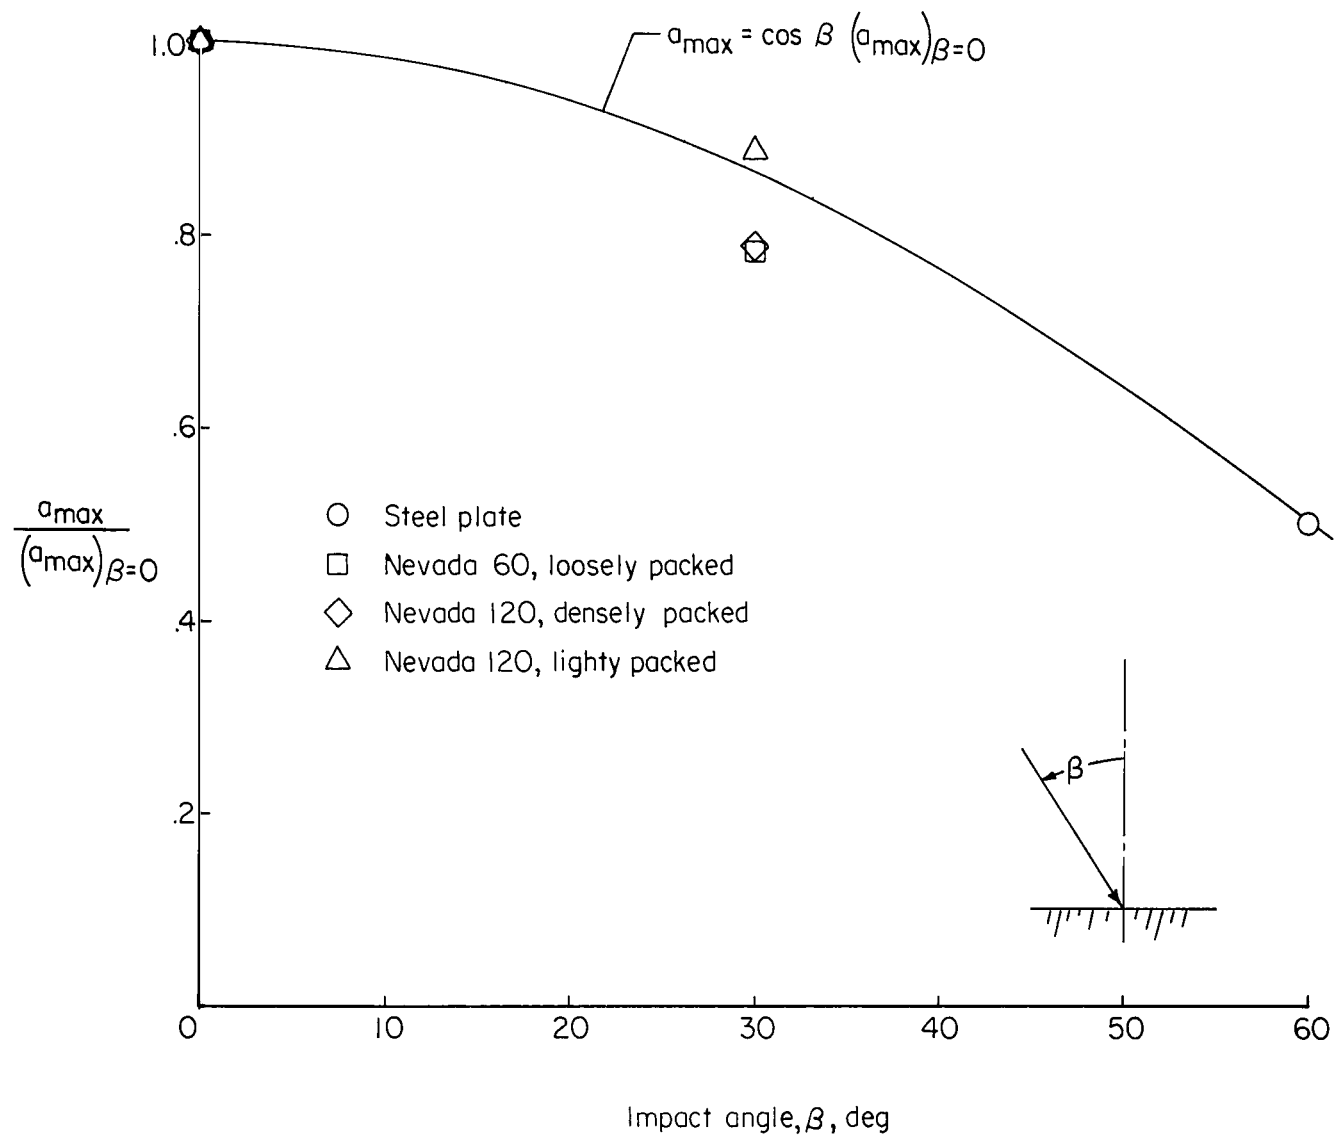 a_max = cos β (a_max)_β=0
1.0
.8
.6
.4
.2
a_max
(a_max)_β=0
Steel plate
Nevada 60, loosely packed
Nevada 120, densely packed
Nevada 120, lighty packed
β
0 10 20 30 40 50 60
Impact angle, β, deg